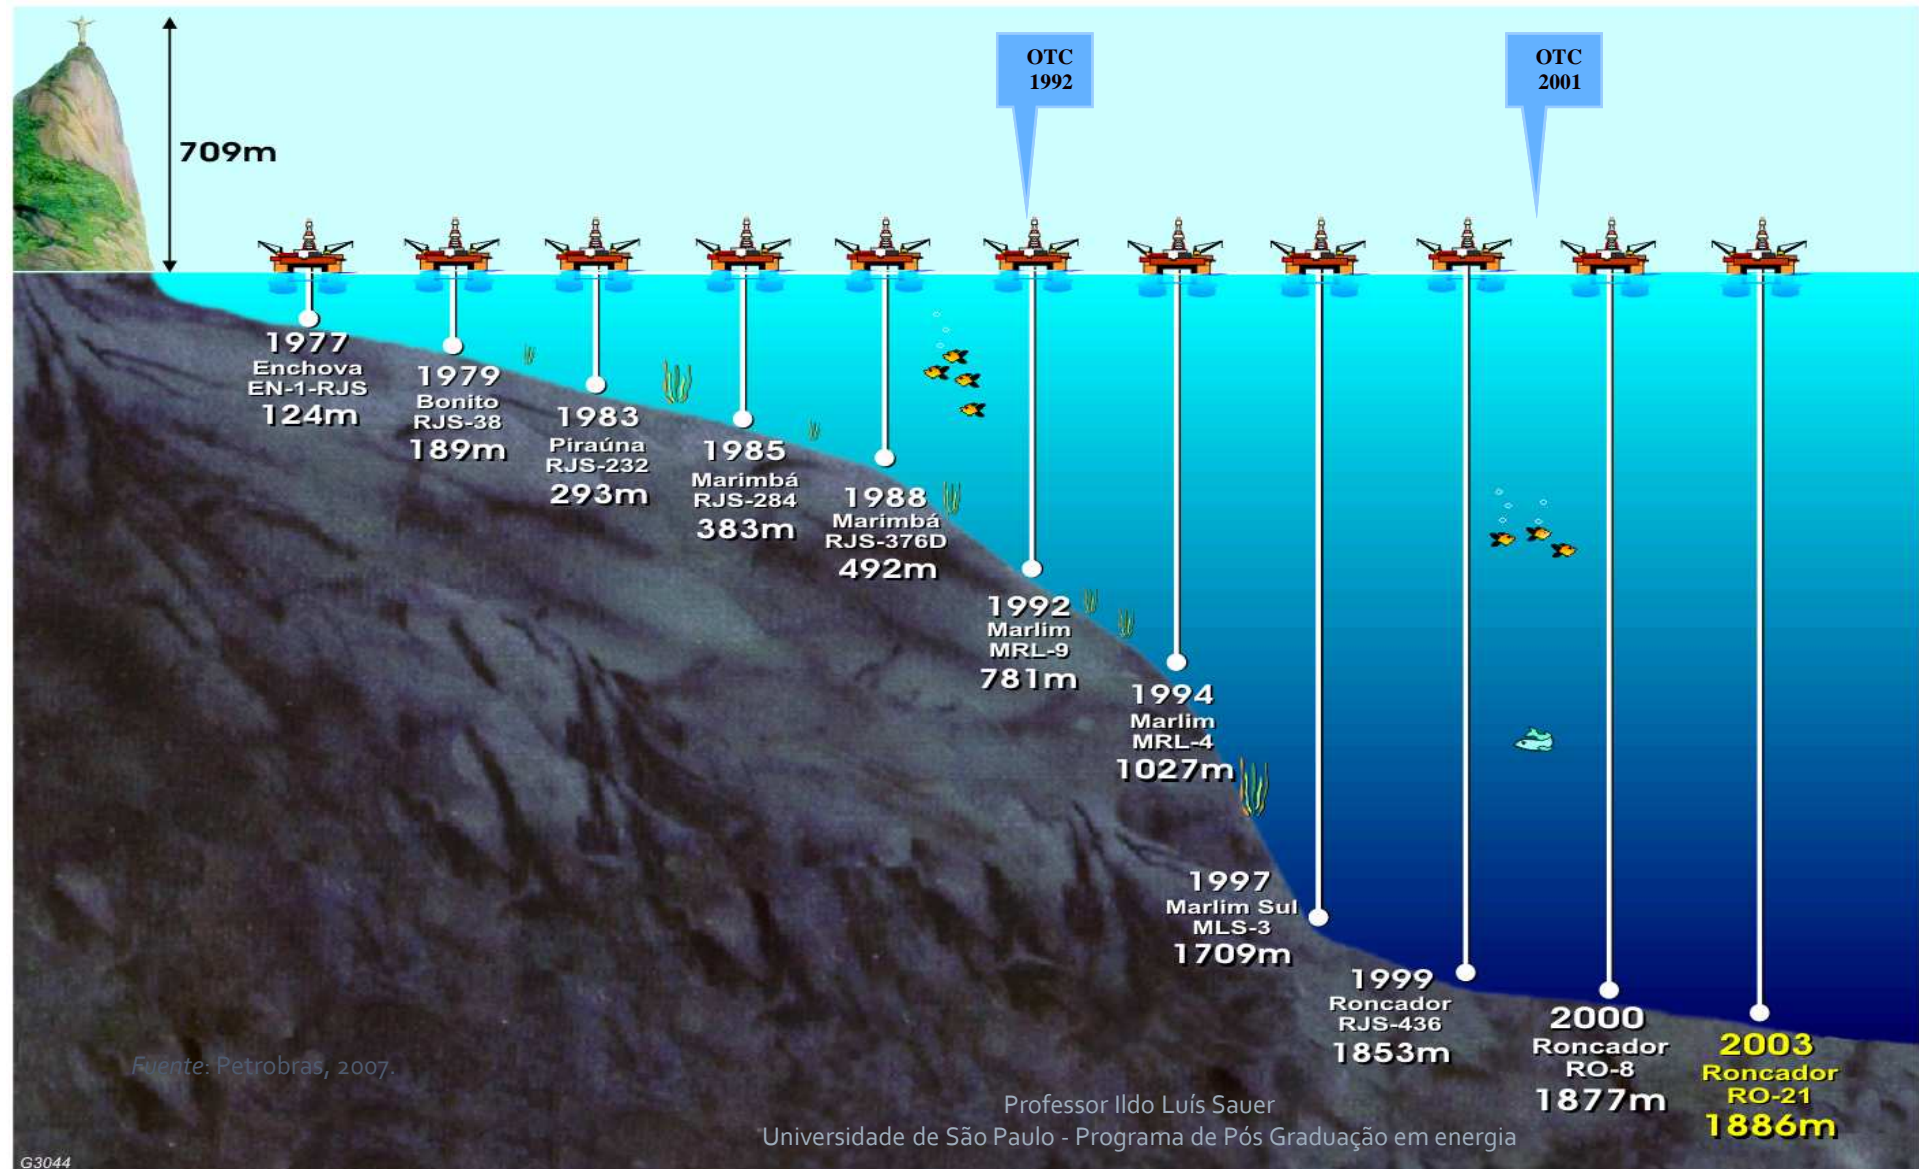 OTC
1992
OTC
2001
709m
1977
Enchova
EN-1-RJS
124m
1979
Bonito
RJS-38
189m
1983
Piraúna
RJS-232
293m
1985
Marimbá
RJS-284
383m
1988
Marimbá
RJS-376D
492m
1992
Marlim
MRL-9
781m
1994
Marlim
MRL-4
1027m
1997
Marlim Sul
MLS-3
1709m
1999
Roncador
RJS-436
1853m
2000
Roncador
RO-8
1877m
2003
Roncador
RO-21
1886m
Fuente: Petrobras, 2007.
Professor Ildo Luís Sauer
Universidade de São Paulo - Programa de Pós Graduação em energia
G3044